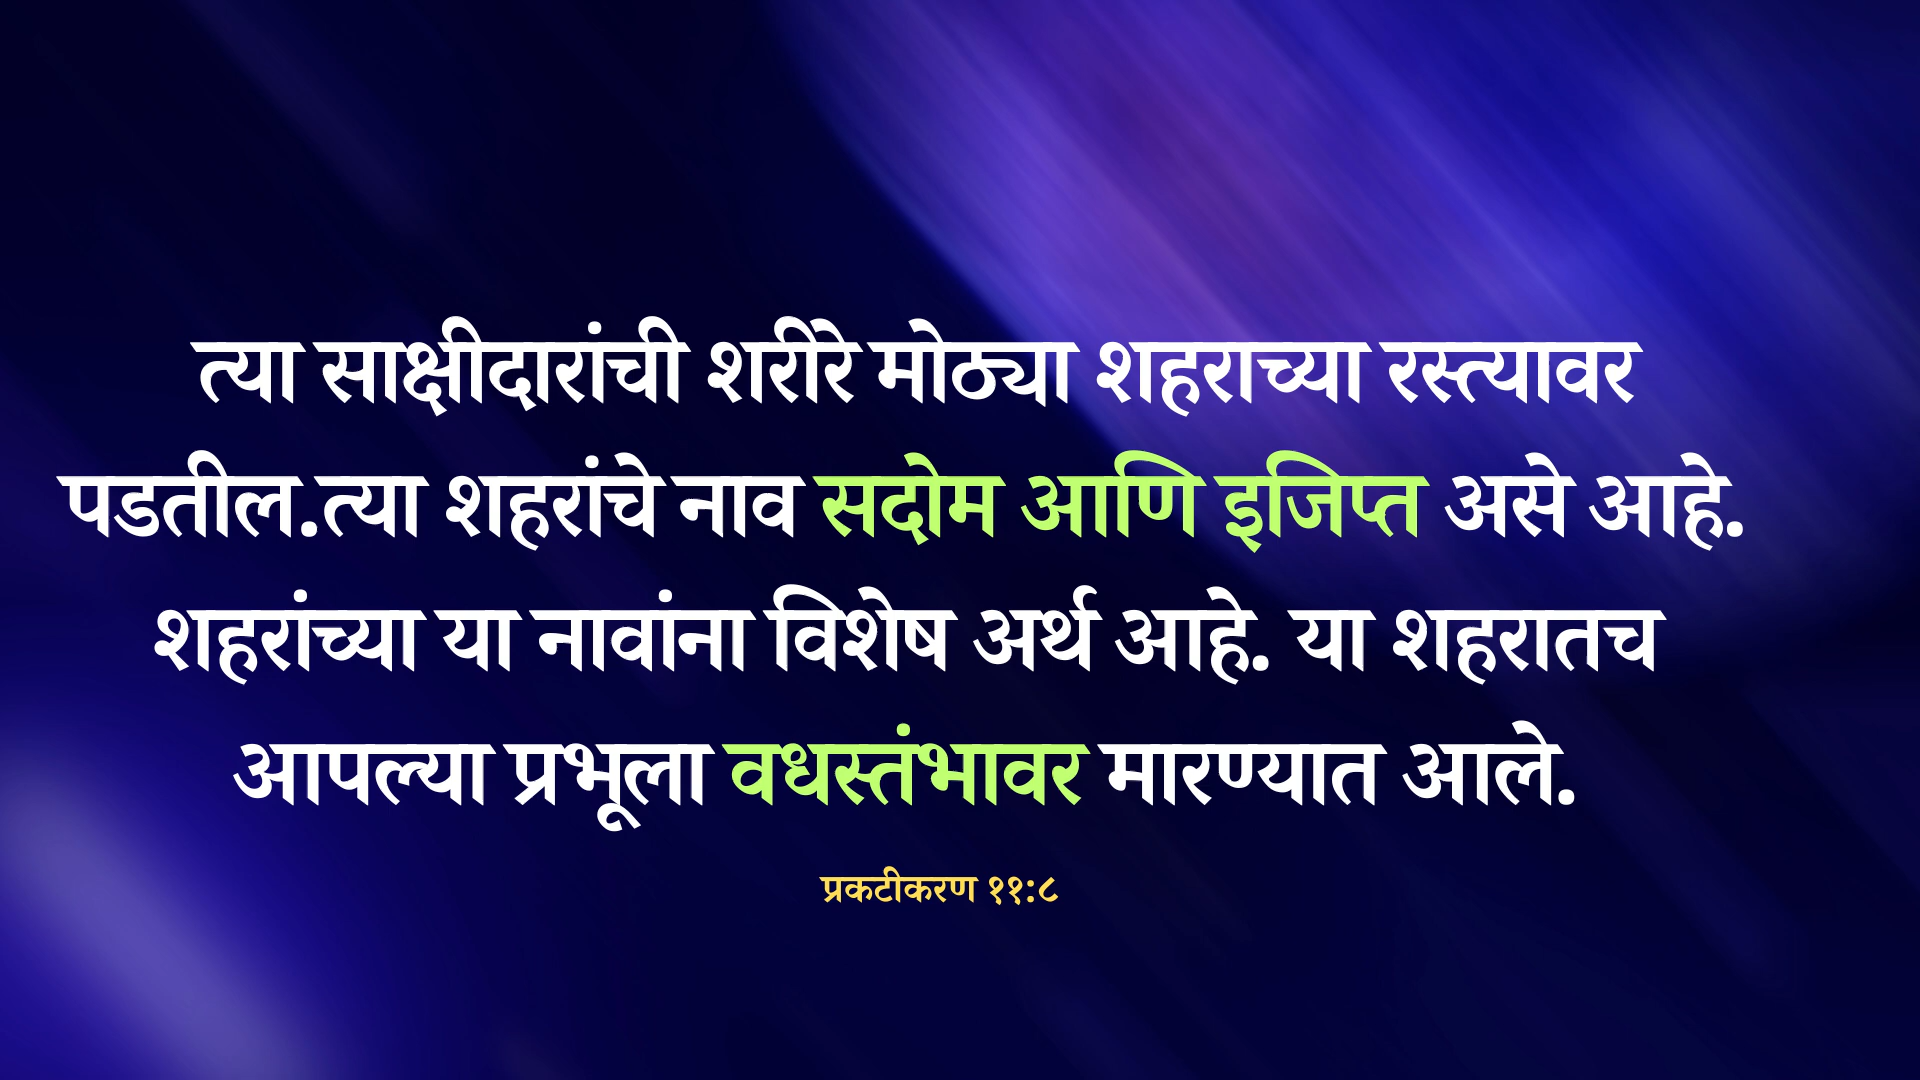 त्या साक्षीदारांची शरीरे मोठ्या शहराच्या रस्त्यावर
पडतील.त्या शहरांचे नाव सदोम आणि इजिप्त असे आहे.
शहरांच्या या नावांना विशेष अर्थ आहे. या शहरातच
आपल्या प्रभूला वधस्तंभावर मारण्यात आले.
प्रकटीकरण ११:८